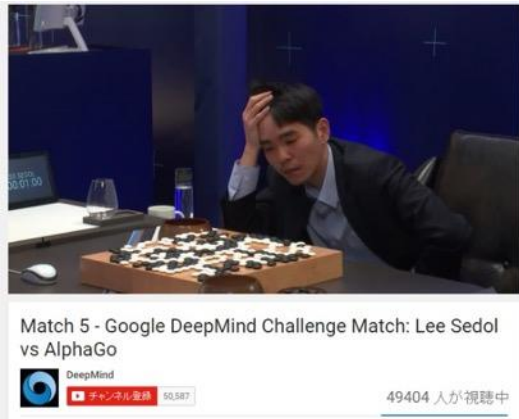 00:01:00
Match 5 - Google DeepMind Challenge Match: Lee Sedol
vs AlphaGo
DeepMind
チャンネル登録 50,587
49404 人が視聴中